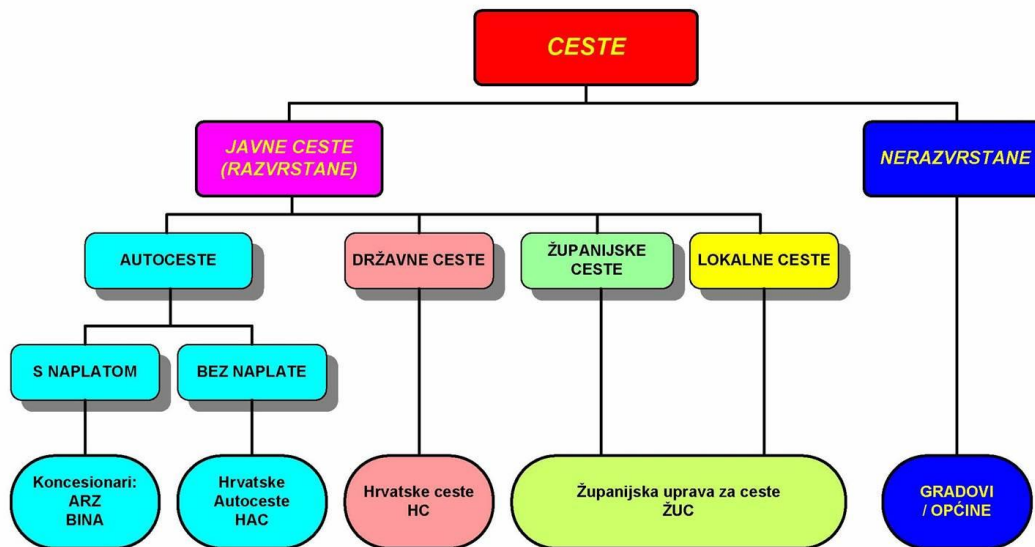 CESTE
JAVNE CESTE
(RAZVRSTANE)
NERAZVRSTANE
AUTOCESTE
DRŽAVNE CESTE
ŽUPANIJSKE
CESTE
LOKALNE CESTE
S NAPLATOM
BEZ NAPLATE
Koncesionari:
ARZ
BINA
Hrvatske
Autoceste
HAC
Hrvatske ceste
HC
Županijska uprava za ceste
ŽUC
GRADOVI
/ OPĆINE